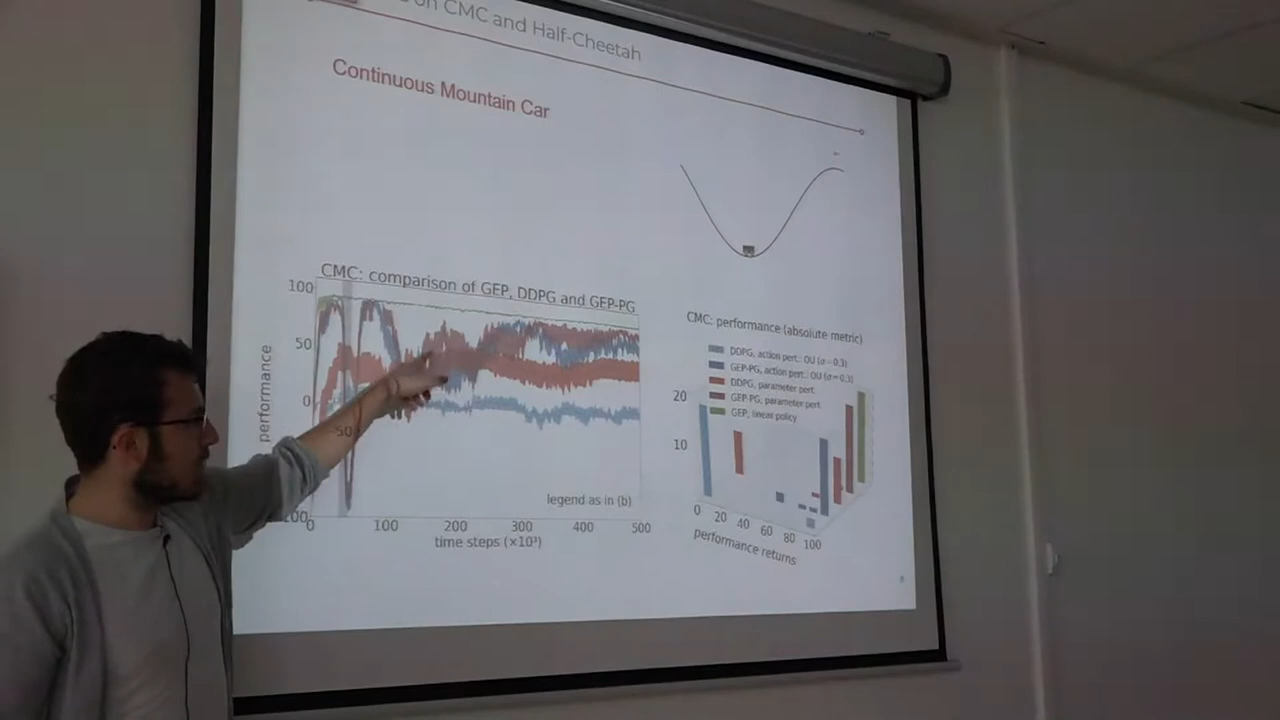 on CMC and Half-Cheetah
Continuous Mountain Car
CMC: comparison of GEP, DDPG and GEP-PG
100
50
0
-50
performance
legend as in (b)
0
100
200
300
400
500
time steps (×10³)
CMC: performance (absolute metric)
DDPG, action pert.: OU (σ=0.3)
GEP-PG, action pert.: OU (σ=0.3)
DDPG, parameter pert.
GEP-PG, parameter pert.
GEP, linear policy
20
10
0
20
40
60
80
100
performance returns